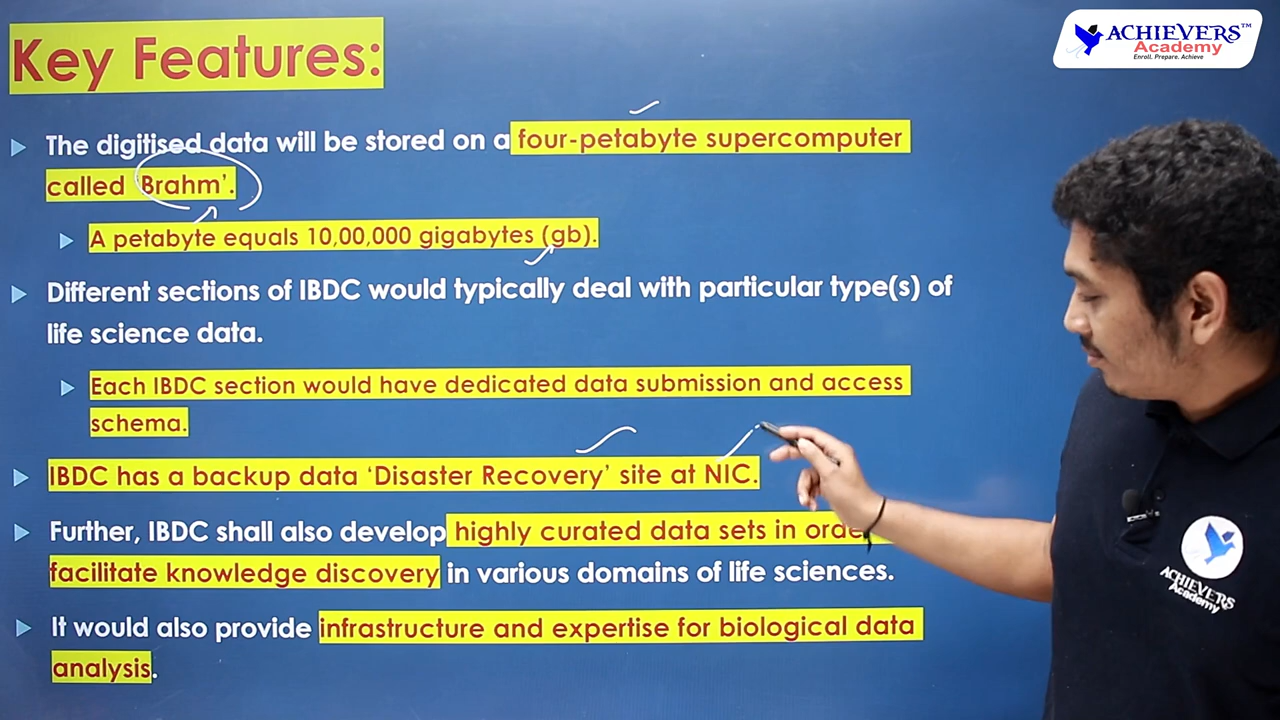 Key Features:
ACHIEVERS™
Academy
Enroll. Prepare. Achieve
The digitised data will be stored on a four-petabyte supercomputer
called 'Brahm'.
A petabyte equals 10,00,000 gigabytes (gb).
Different sections of IBDC would typically deal with particular type(s) of
life science data.
Each IBDC section would have dedicated data submission and access
schema.
IBDC has a backup data ‘Disaster Recovery’ site at NIC.
Further, IBDC shall also develop highly curated data sets in
facilitate knowledge discovery in various domains of life sciences.
It would also provide infrastructure and expertise for biological data
analysis.
ACHIEVERS
Academy